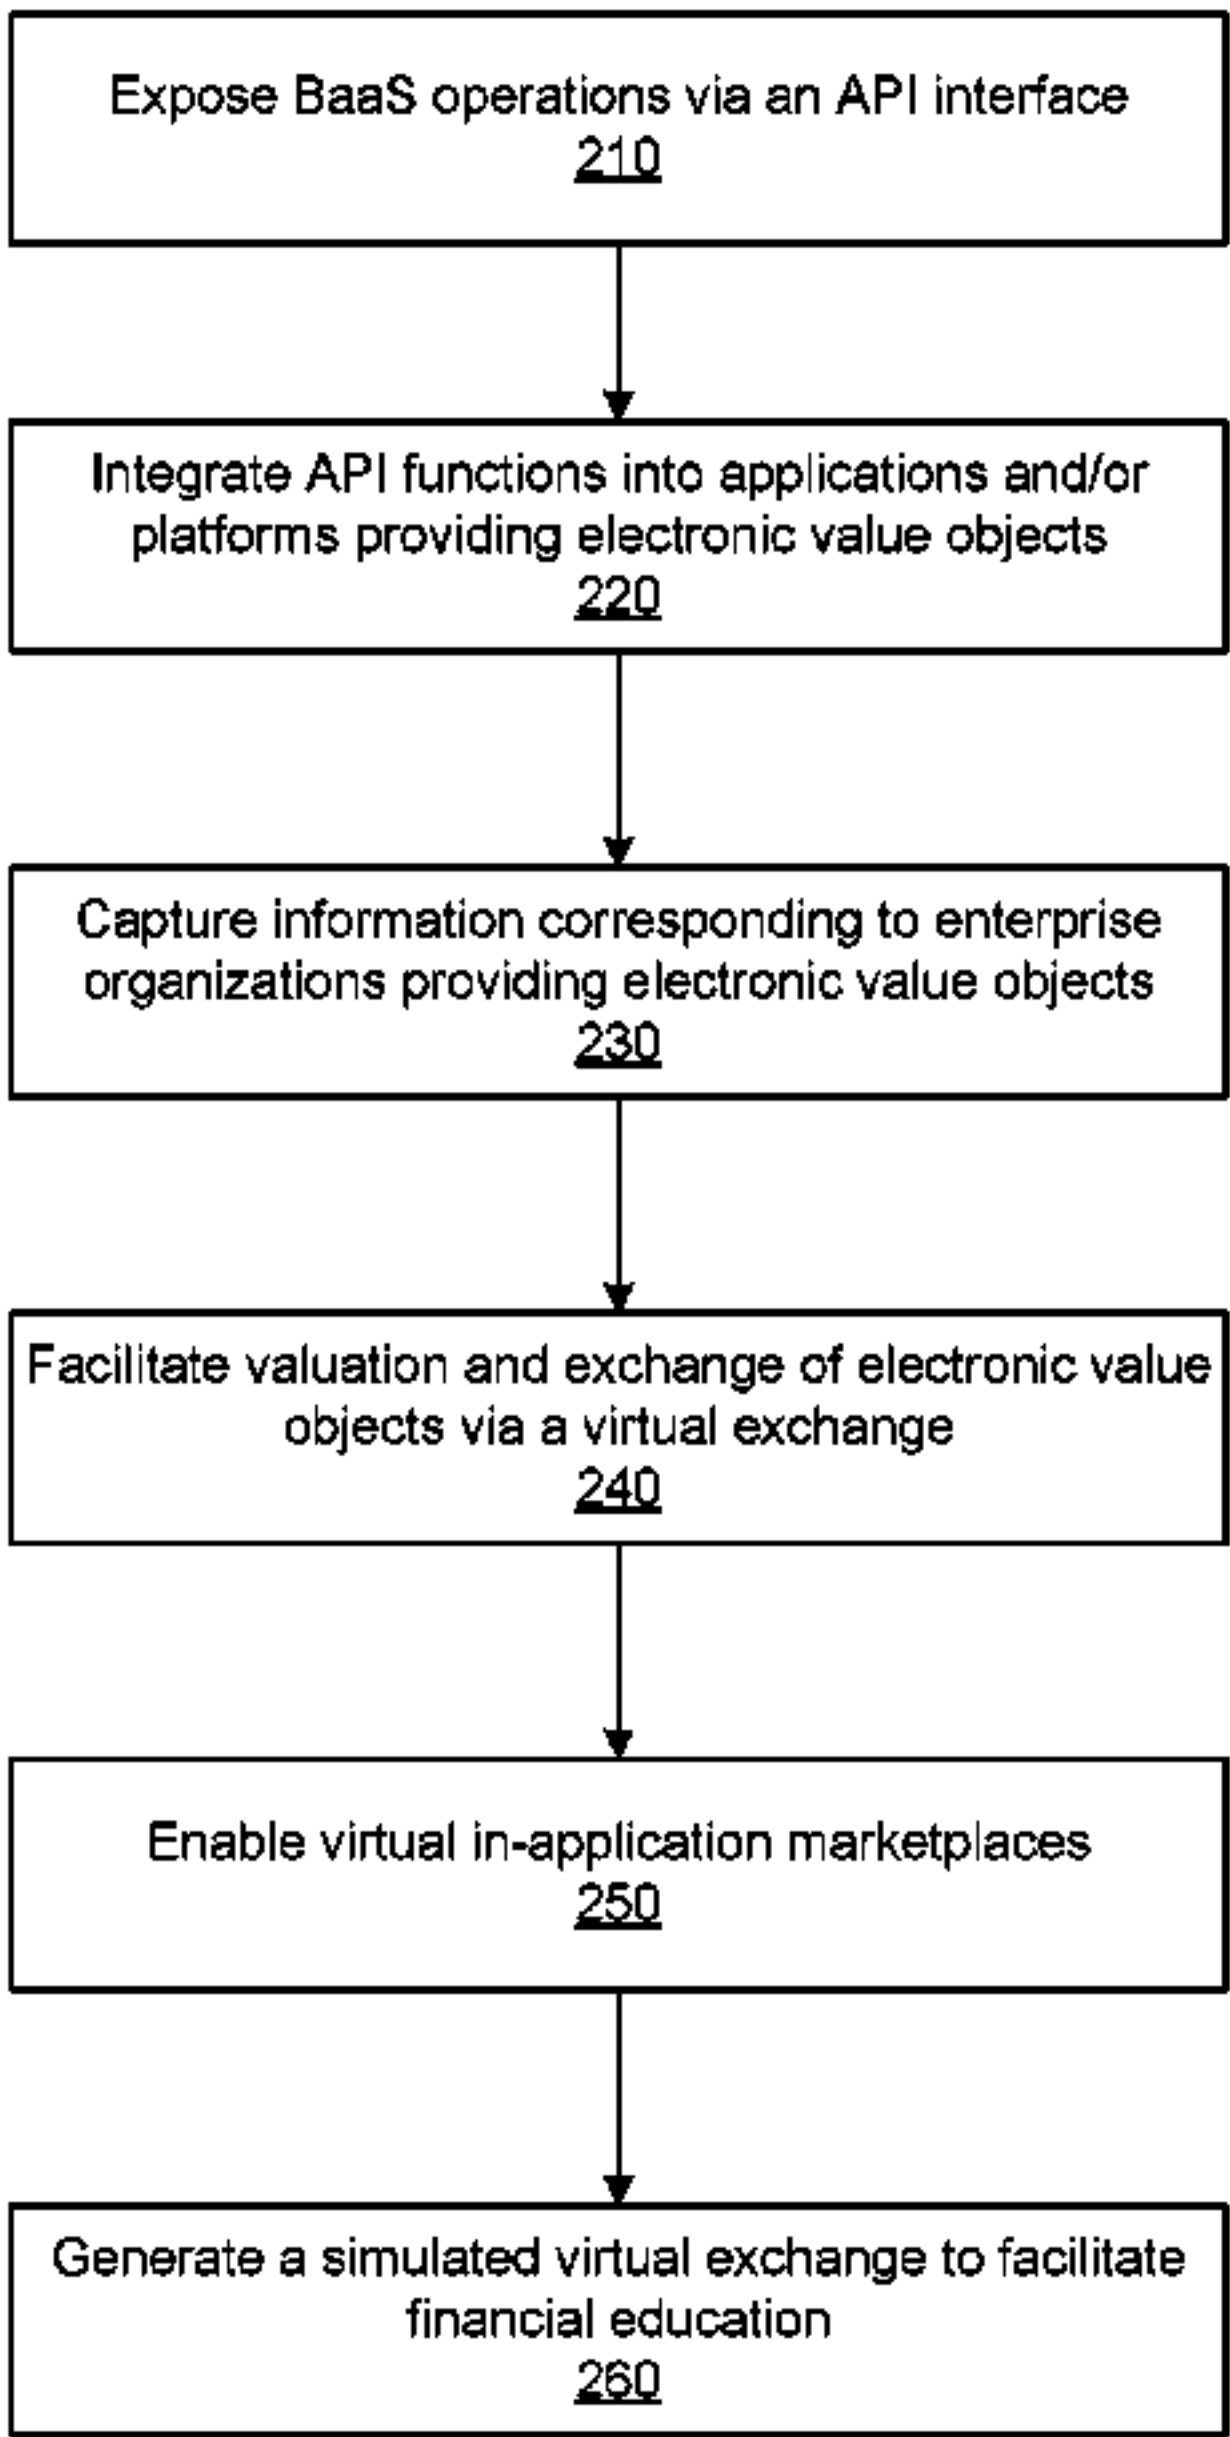 Expose BaaS operations via an API interface
210
Integrate API functions into applications and/or
platforms providing electronic value objects
220
Capture information corresponding to enterprise
organizations providing electronic value objects
230
Facilitate valuation and exchange of electronic value
objects via a virtual exchange
240
Enable virtual in-application marketplaces
250
Generate a simulated virtual exchange to facilitate
financial education
260